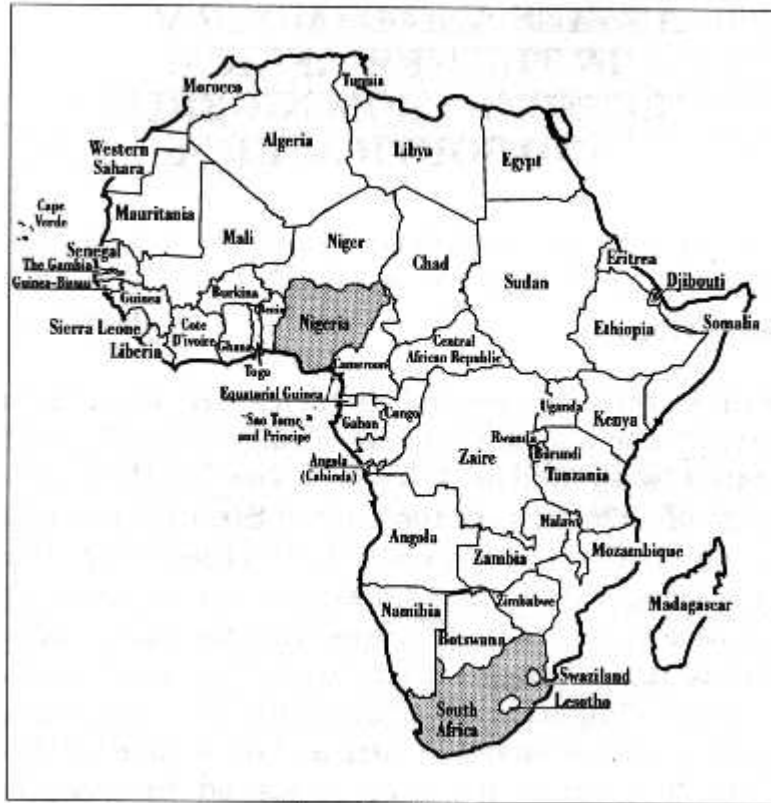 Tunisia
Morocco
Algeria
Libya
Egypt
Western
Sahara
Mauritania
Cape
Verde
Mali
Niger
Chad
Sudan
Senegal
The Gambia
Guinea-Bissau
Guinea
Burkina
Benin
Nigeria
Eritrea
Djibouti
Ethiopia
Somalia
Sierra Leone
Liberia
Cote
D'ivoire
Ghana
Togo
Cameroon
Central
African Republic
Equatorial Guinea
Sao Tome
and Principe
Gaban
Congo
Uganda
Kenya
Rwanda
Burundi
Zaire
Tanzania
Angola
(Cabinda)
Angola
Malawi
Zambia
Mozambique
Zimbabwe
Namibia
Botswana
Madagascar
Swaziland
Lesotho
South
Africa